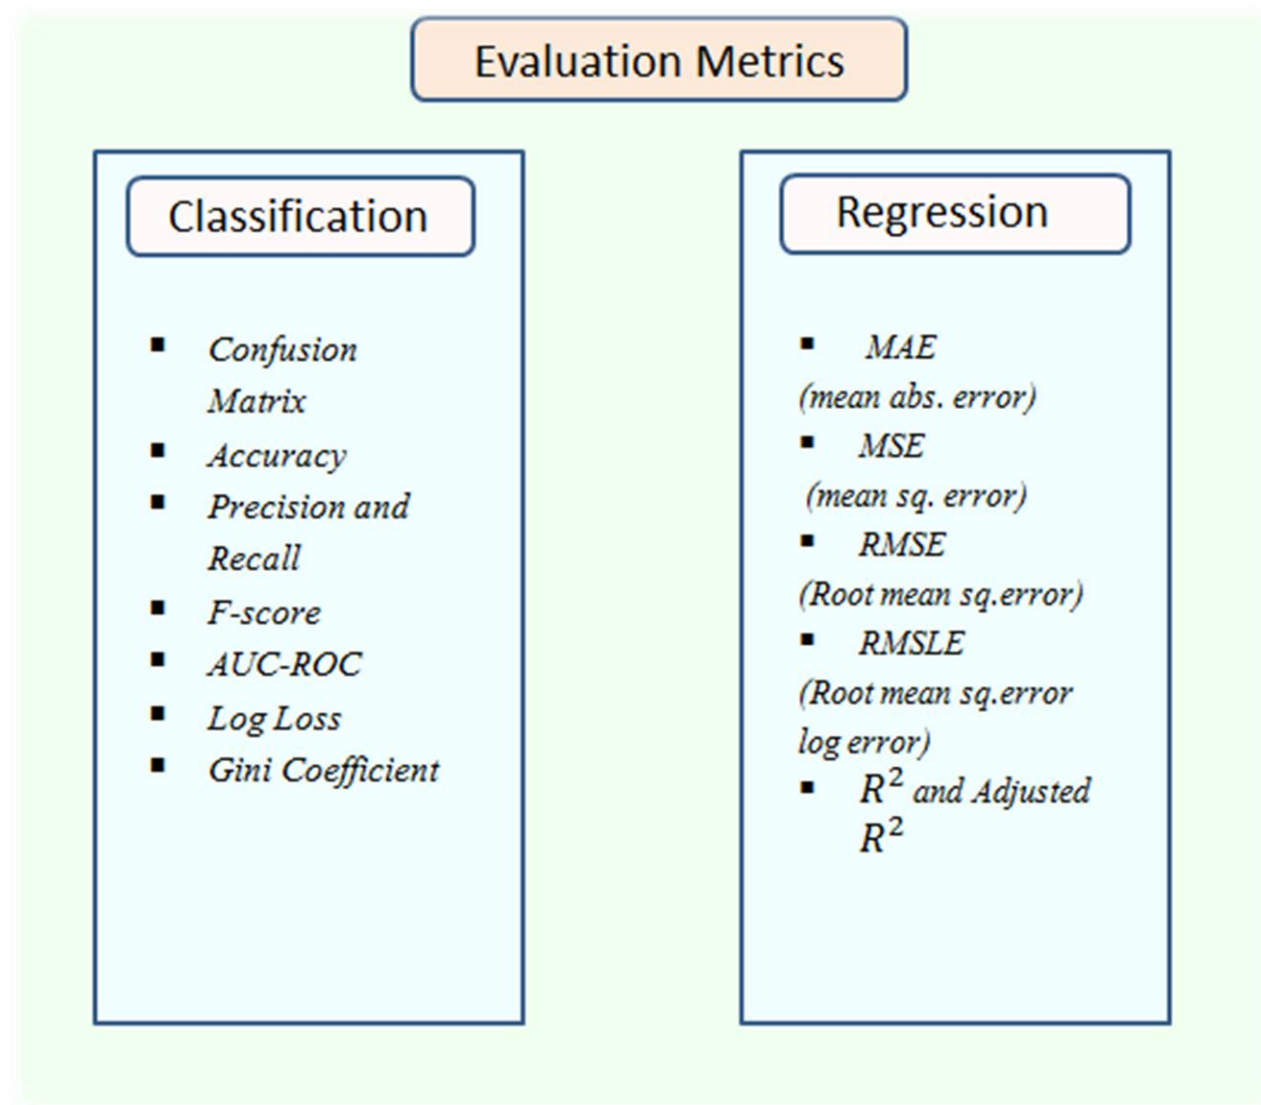 Evaluation Metrics
Classification
▪ Confusion
Matrix
▪ Accuracy
▪ Precision and
Recall
▪ F-score
▪ AUC-ROC
▪ Log Loss
▪ Gini Coefficient
Regression
▪ MAE
(mean abs. error)
▪ MSE
(mean sq. error)
▪ RMSE
(Root mean sq.error)
▪ RMSLE
(Root mean sq.error
log error)
▪ R² and Adjusted
R²